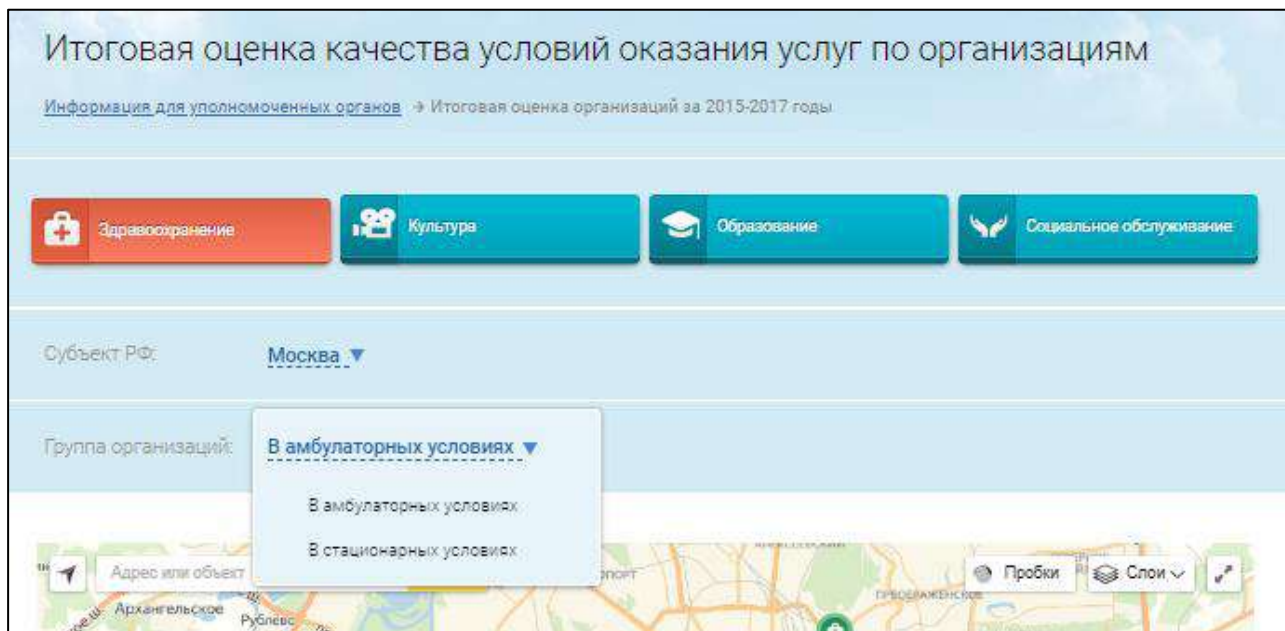 Итоговая оценка качества условий оказания услуг по организациям
Информация для уполномоченных органов → Итоговая оценка организаций за 2015-2017 годы
Здравоохранение
Культура
Образование
Социальное обслуживание
Субъект РФ:
Москва
Группа организаций:
В амбулаторных условиях
В амбулаторных условиях
В стационарных условиях
Адрес или объект
Пробки
Слои
Архангельское
Рублево